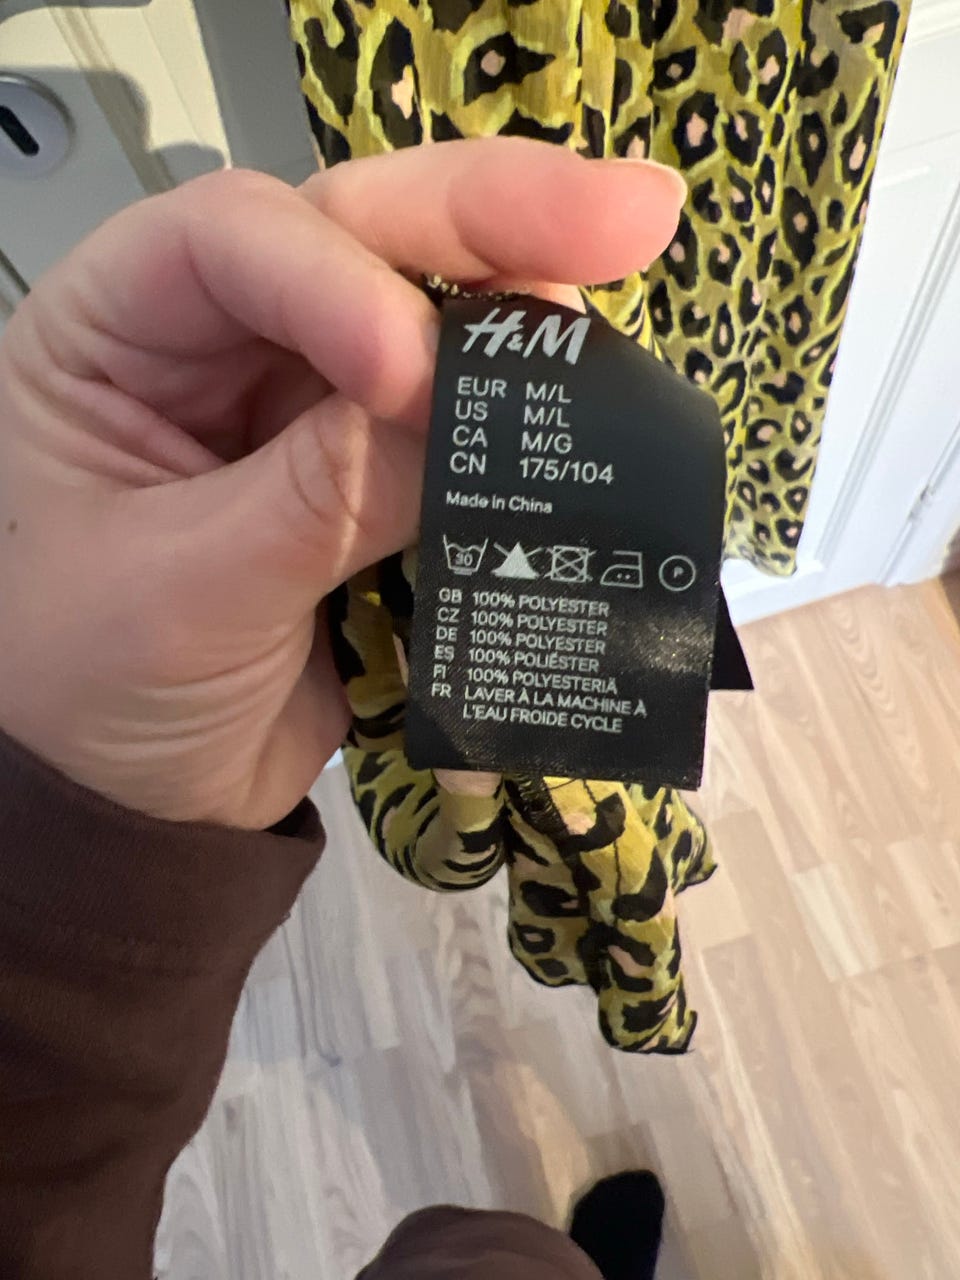 H&M
EUR M/L
US M/L
CA M/G
CN 175/104
Made in China
30
P
GB 100% POLYESTER
CZ 100% POLYESTER
DE 100% POLYESTER
ES 100% POLIÉSTER
FI 100% POLYESTERIÄ
FR LAVER À LA MACHINE À
L'EAU FROIDE CYCLE